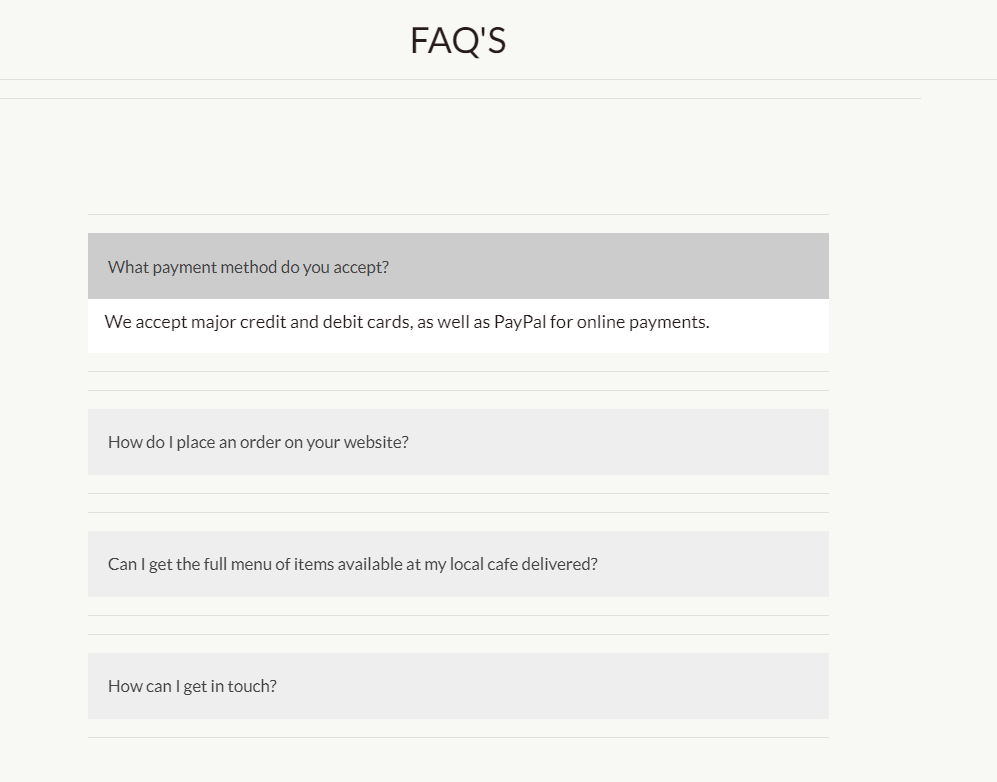 FAQ'S
What payment method do you accept?
We accept major credit and debit cards, as well as PayPal for online payments.
How do I place an order on your website?
Can I get the full menu of items available at my local cafe delivered?
How can I get in touch?